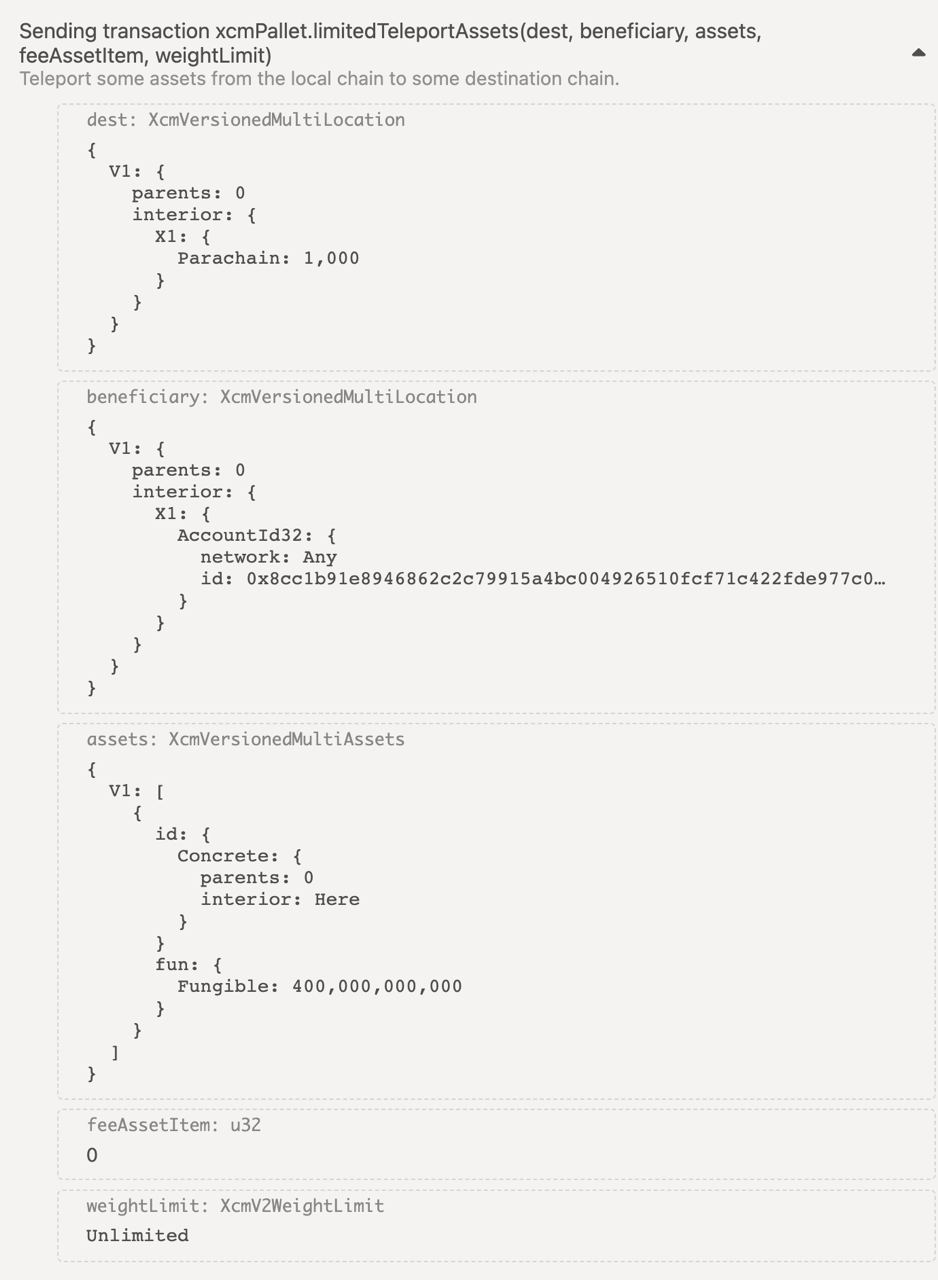 Sending transaction xcmPallet.limitedTeleportAssets(dest, beneficiary, assets,
feeAssetItem, weightLimit)
Teleport some assets from the local chain to some destination chain.
dest: XcmVersionedMultiLocation
{
  V1: {
    parents: 0
    interior: {
      X1: {
        Parachain: 1,000
      }
    }
  }
}
beneficiary: XcmVersionedMultiLocation
{
  V1: {
    parents: 0
    interior: {
      X1: {
        AccountId32: {
          network: Any
          id: 0x8cc1b91e8946862c2c79915a4bc004926510fcf71c422fde977c0…
        }
      }
    }
  }
}
assets: XcmVersionedMultiAssets
{
  V1: [
    {
      id: {
        Concrete: {
          parents: 0
          interior: Here
        }
      }
      fun: {
        Fungible: 400,000,000,000
      }
    }
  ]
}
feeAssetItem: u32
0
weightLimit: XcmV2WeightLimit
Unlimited